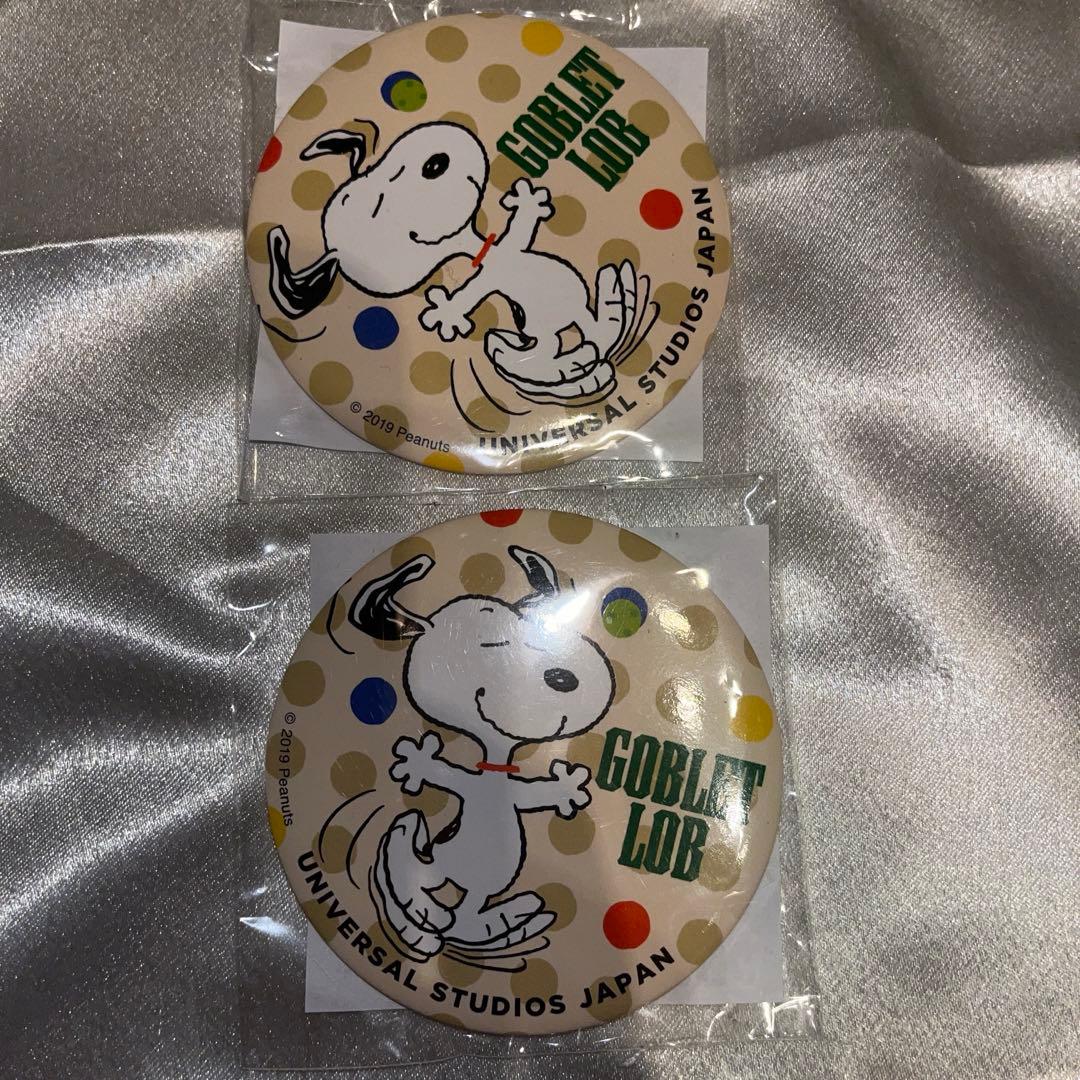 GOBLET
LOB
UNIVERSAL STUDIOS JAPAN
© 2019 Peanuts
GOBLET
LOB
© 2019 Peanuts
UNIVERSAL STUDIOS JAPAN